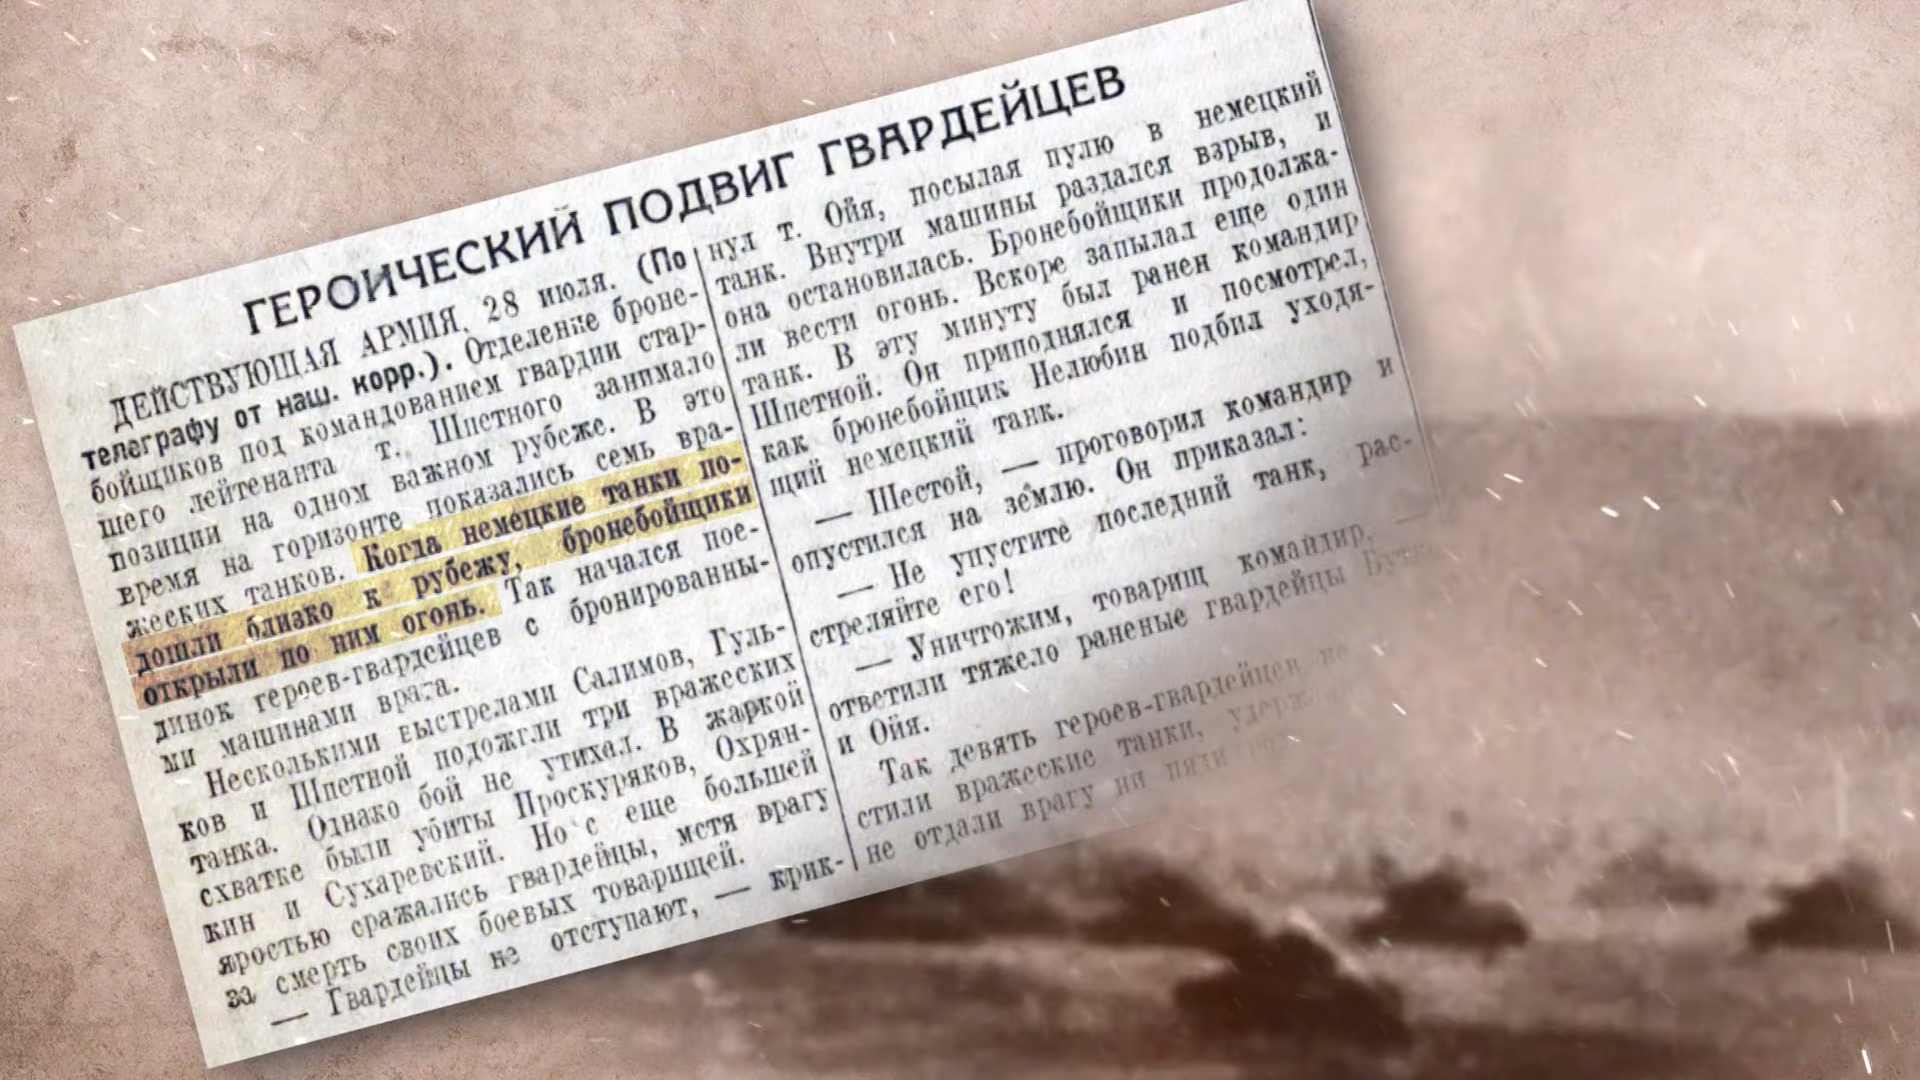 ГЕРОИЧЕСКИЙ ПОДВИГ ГВАРДЕЙЦЕВ
ДЕЙСТВУЮЩАЯ АРМИЯ, 28 июля. (По
телеграфу от наш. корр.). Отделение броне-
бойщиков под командованием гвардии стар-
шего лейтенанта т. Шпетного занимало
позиции на одном важном рубеже. В это
время на горизонте показались семь вра-
жеских танков. Когда немецкие танки по-
дошли близко к рубежу, бронебойщики
открыли по ним огонь. Так начался пое-
динок героев-гвардейцев с бронированны-
ми машинами врага.
Несколькими выстрелами Салимов, Гуль-
ков и Шпетной подожгли три вражеских
танка. Однако бой не утихал. В жаркой
схватке были убиты Проскуряков, Охрян-
кин и Сухаревский. Но с еще большей
яростью сражались гвардейцы, мстя врагу
за смерть своих боевых товарищей.
— Гвардейцы не отступают, — крик-
нул т. Ойя, посылая пулю в немецкий
танк. Внутри машины раздался взрыв, и
она остановилась. Бронебойщики продолжа-
ли вести огонь. Вскоре запылал еще один
танк. В эту минуту был ранен командир
Шпетной. Он приподнялся и посмотрел,
как бронебойщик Нелюбин подбил уходя-
щий немецкий танк.
— Шестой, — проговорил командир и
опустился на землю. Он приказал:
— Не упустите последний танк, рас-
стреляйте его!
— Уничтожим, товарищ командир, —
ответили тяжело раненые гвардейцы
и Ойя.
Так девять героев-гвардейцев не
стили вражеские танки,
не отдали врагу ни пяди